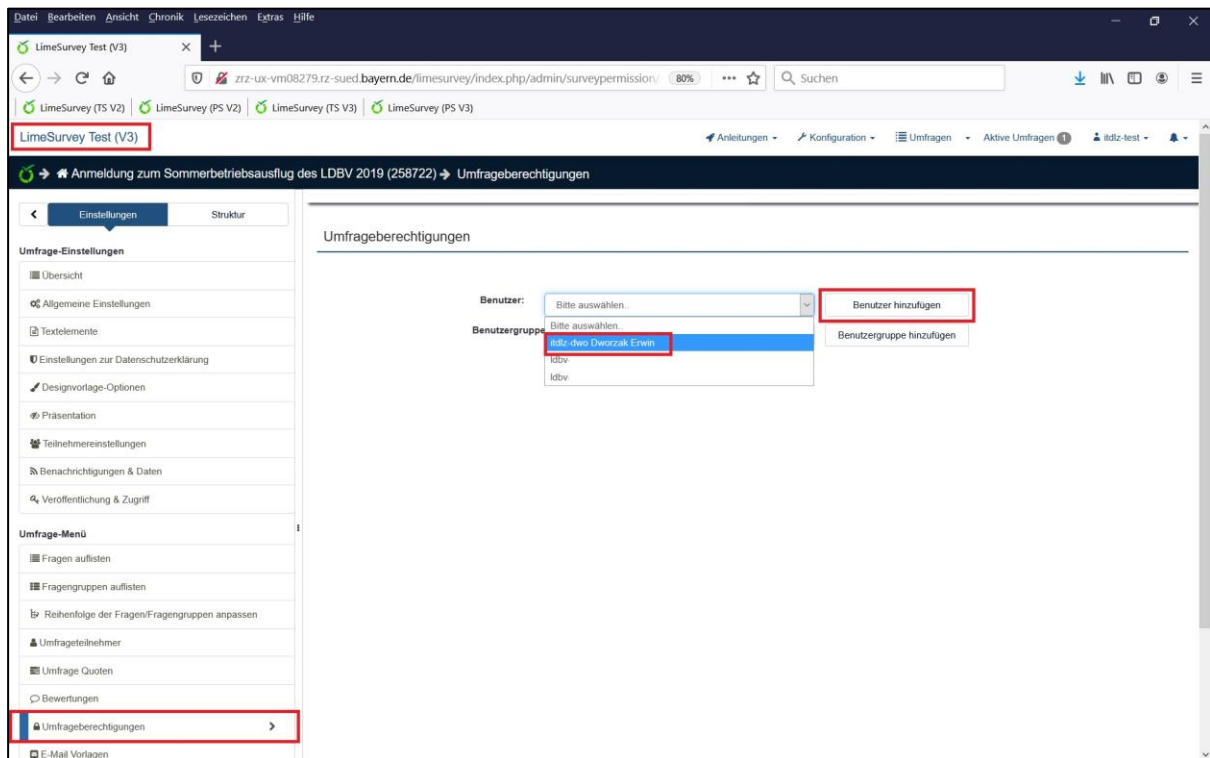 Datei Bearbeiten Ansicht Chronik Lesezeichen Extras Hilfe
LimeSurvey Test (V3)
zrz-ux-vm08279.rz-sued.bayern.de/limesurvey/index.php/admin/surveypermission/ 80% Suchen
LimeSurvey (TS V2) LimeSurvey (PS V2) LimeSurvey (TS V3) LimeSurvey (PS V3)
LimeSurvey Test (V3) Anleitungen Konfiguration Umfragen Aktive Umfragen 1 itdlz-test
Anmeldung zum Sommerbetriebsausflug des LDBV 2019 (258722) Umfrageberechtigungen
Einstellungen Struktur
Umfrageberechtigungen
Umfrage-Einstellungen
Übersicht
Allgemeine Einstellungen
Textelemente
Einstellungen zur Datenschutzerklärung
Designvorlage-Optionen
Präsentation
Teilnehmereinstellungen
Benachrichtigungen & Daten
Veröffentlichung & Zugriff
Umfrage-Menü
Fragen auflisten
Fragengruppen auflisten
Reihenfolge der Fragen/Fragengruppen anpassen
Umfrageteilnehmer
Umfrage Quoten
Bewertungen
Umfrageberechtigungen
E-Mail Vorlagen
Benutzer: Bitte auswählen.. Benutzer hinzufügen
Benutzergruppe Bitte auswählen.. Benutzergruppe hinzufügen
itdlz-dwo Dworzak Erwin
ldbv-
ldbv-